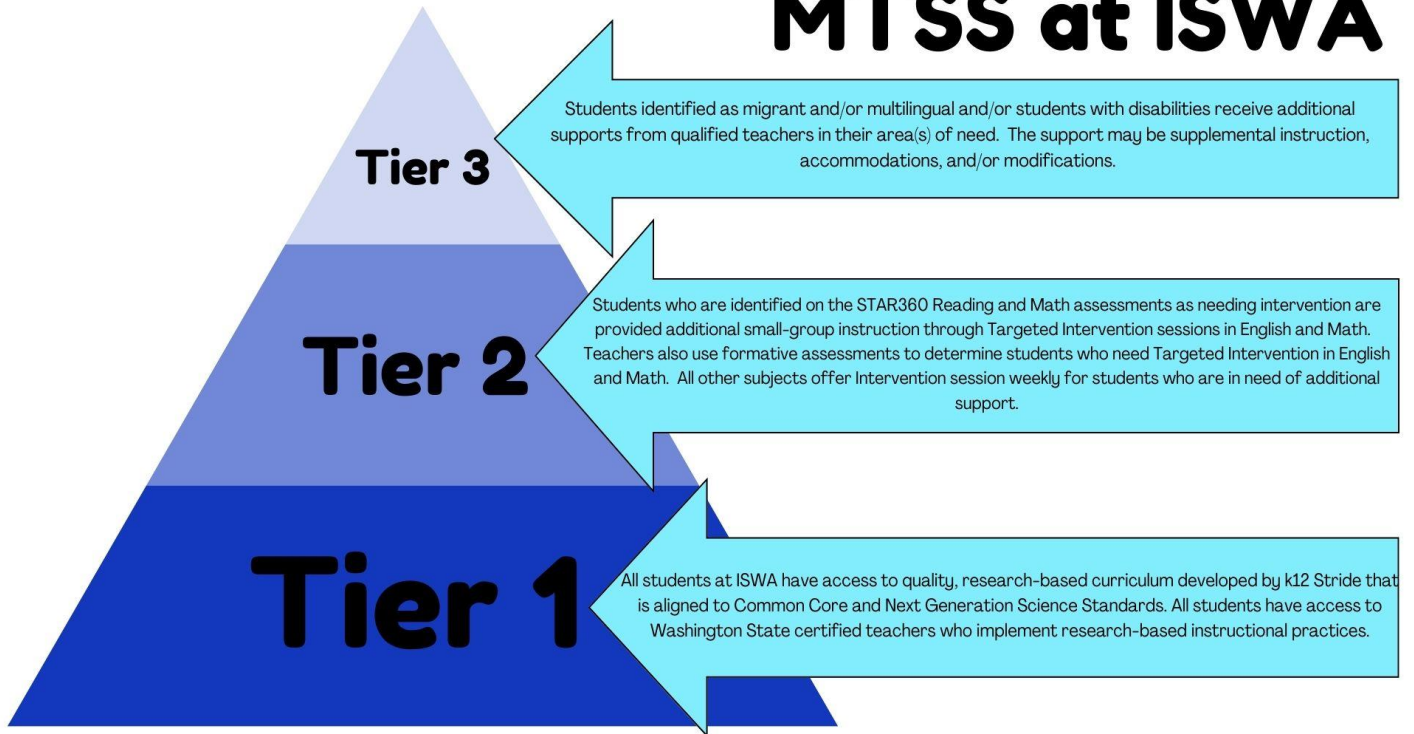 MTSS at ISWA
Students identified as migrant and/or multilingual and/or students with disabilities receive additional
supports from qualified teachers in their area(s) of need.  The support may be supplemental instruction,
accommodations, and/or modifications.
Tier 3
Students who are identified on the STAR360 Reading and Math assessments as needing intervention are
provided additional small-group instruction through Targeted Intervention sessions in English and Math.
Teachers also use formative assessments to determine students who need Targeted Intervention in English
and Math.  All other subjects offer Intervention session weekly for students who are in need of additional
support.
Tier 2
All students at ISWA have access to quality, research-based curriculum developed by k12 Stride that
is aligned to Common Core and Next Generation Science Standards. All students have access to
Washington State certified teachers who implement research-based instructional practices.
Tier 1